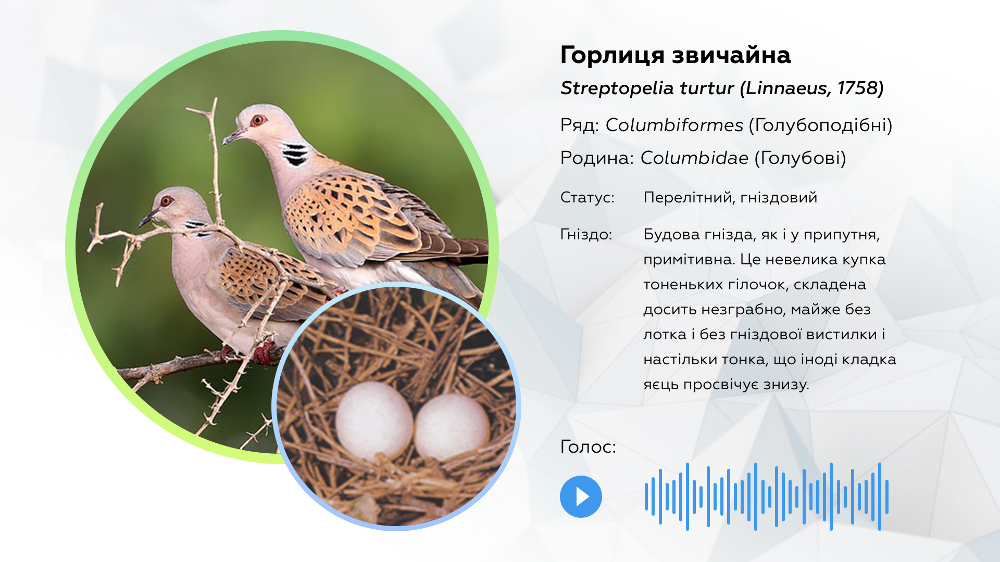 Горлиця звичайна
Streptopelia turtur (Linnaeus, 1758)
Ряд: Columbiformes (Голубоподібні)
Родина: Columbidae (Голубові)
Статус: Перелітний, гніздовий
Гніздо: Будова гнізда, як і у припутня,
примітивна. Це невелика купка
тоненьких гілочок, складена
досить незграбно, майже без
лотка і без гніздової вистилки і
настільки тонка, що іноді кладка
яєць просвічує знизу.
Голос: